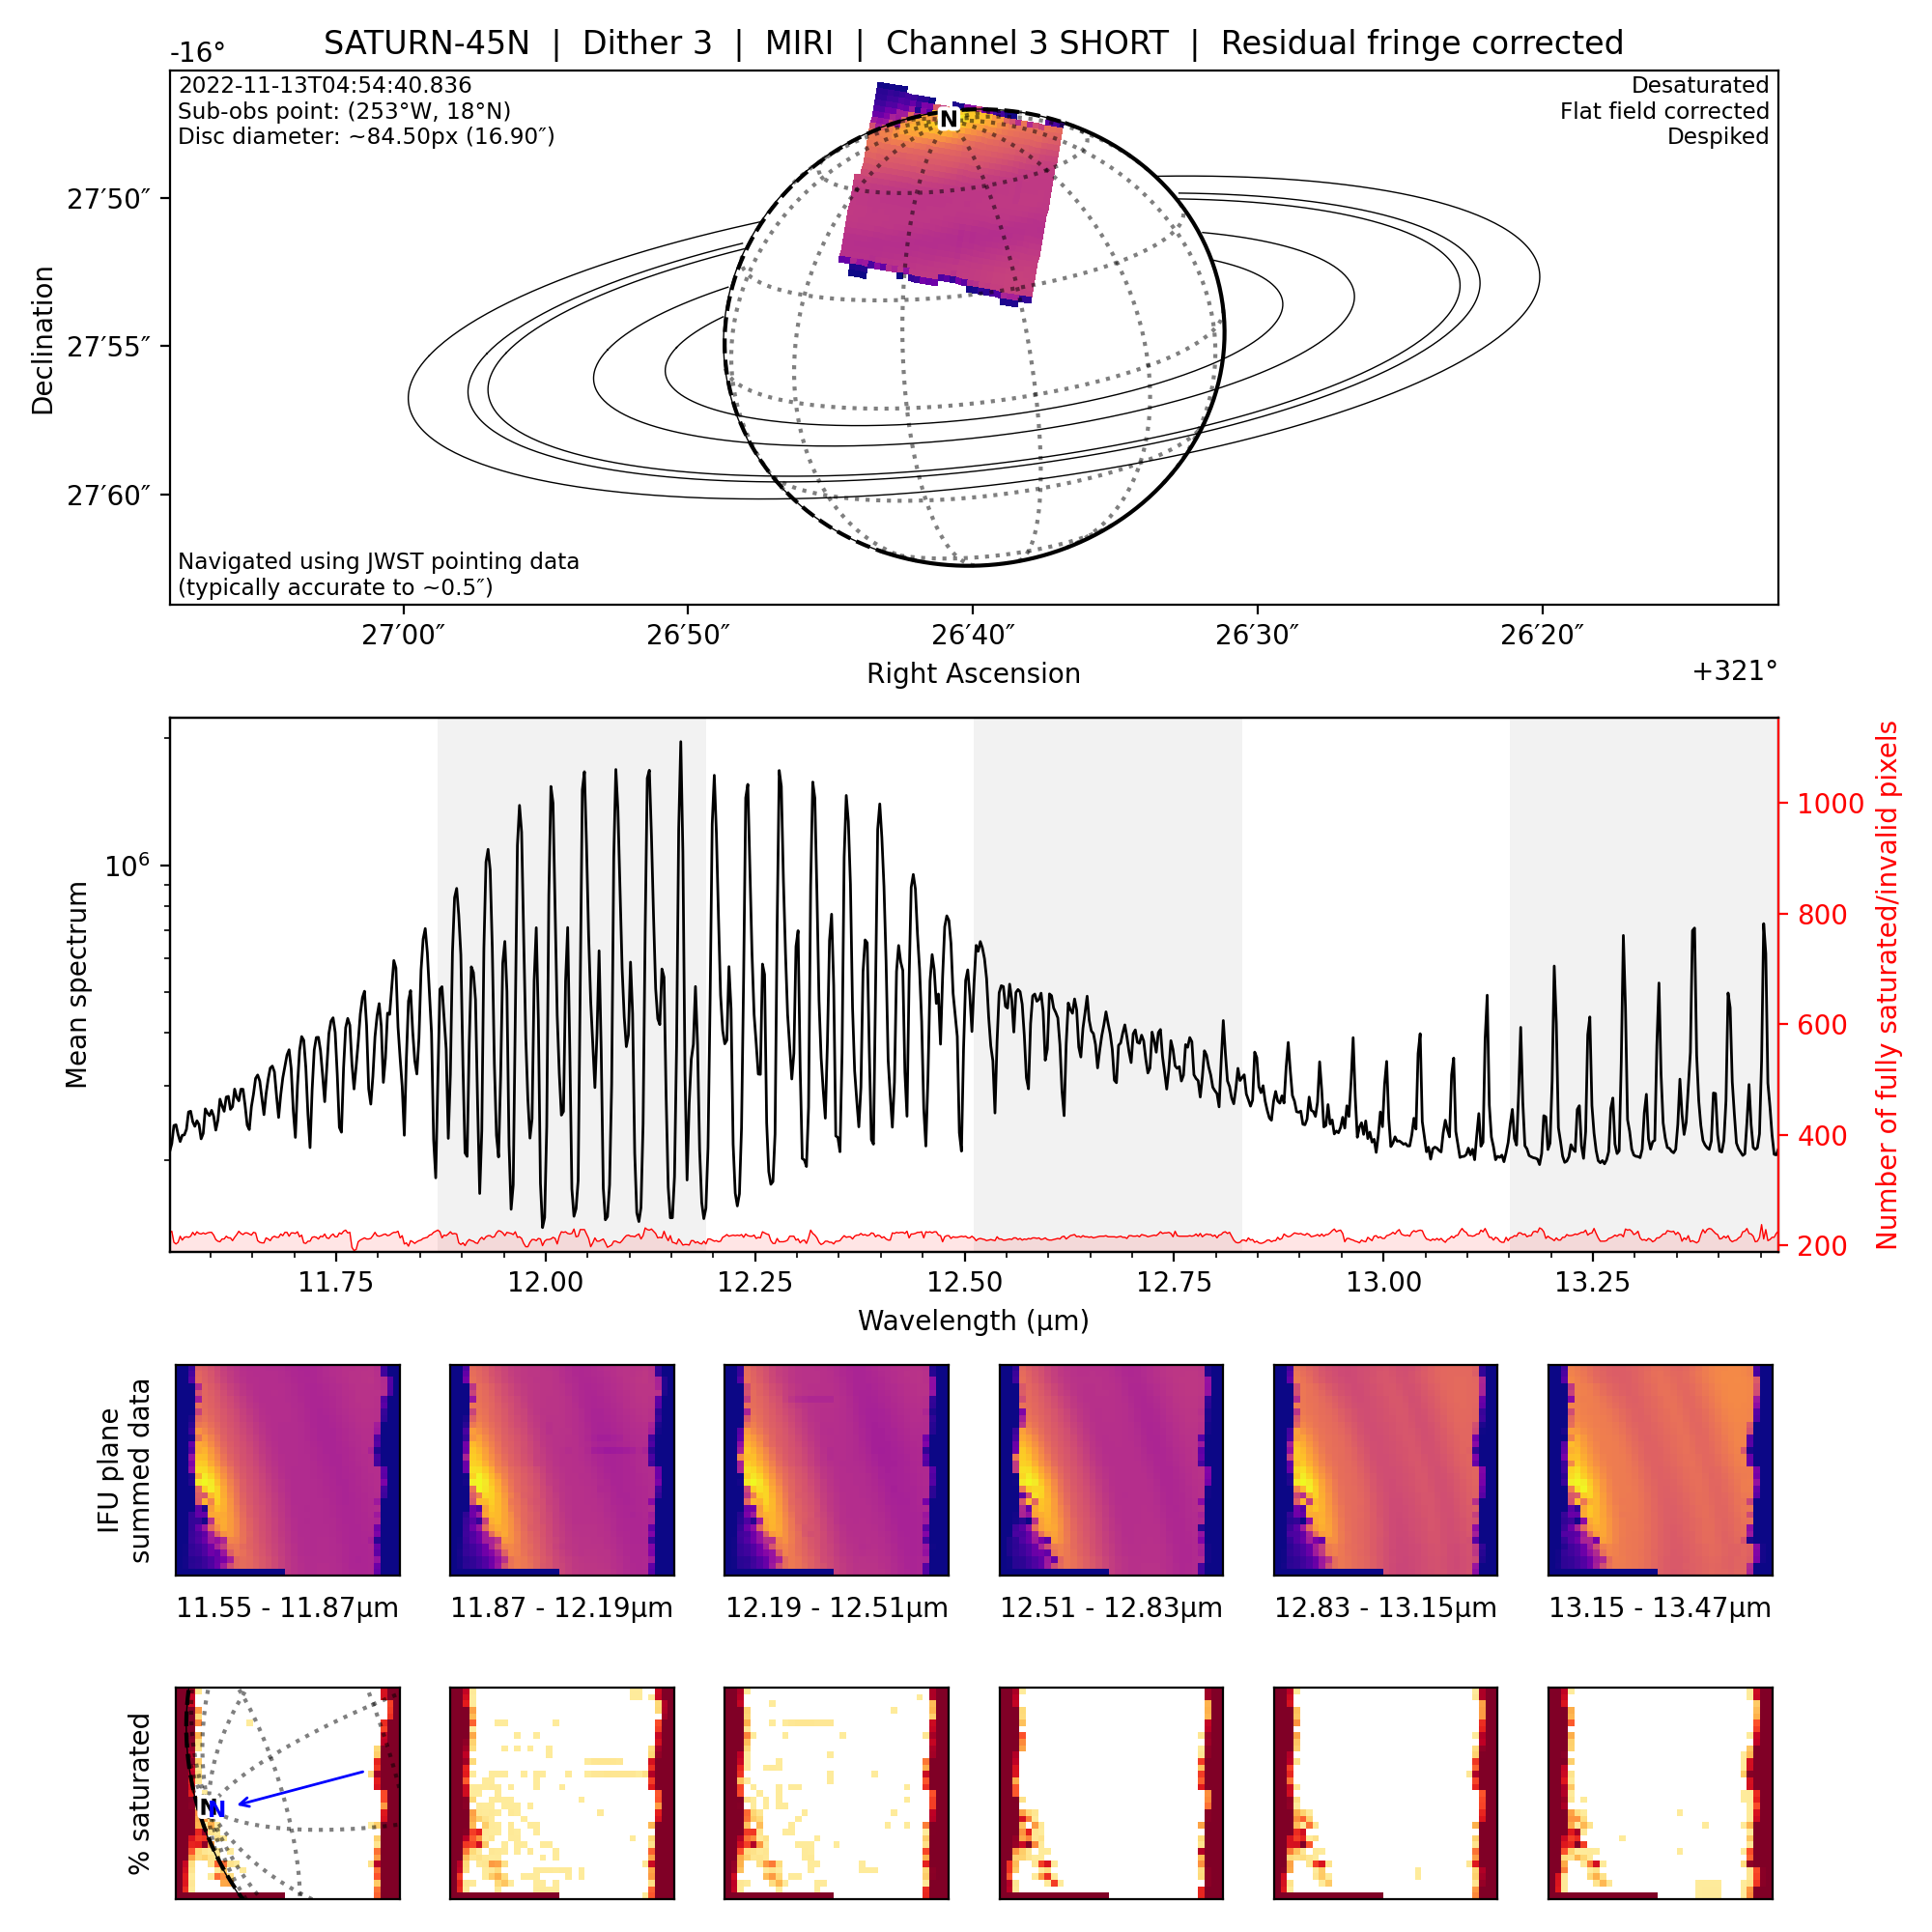 SATURN-45N | Dither 3 | MIRI | Channel 3 SHORT | Residual fringe corrected
-16°
2022-11-13T04:54:40.836
Sub-obs point: (253°W, 18°N)
Disc diameter: ~84.50px (16.90″)
Desaturated
Flat field corrected
Despiked
N
27′50″
27′55″
27′60″
Declination
Navigated using JWST pointing data
(typically accurate to ~0.5″)
27′00″
26′50″
26′40″
26′30″
26′20″
Right Ascension
+321°
Mean spectrum
10⁶
1000
800
600
400
200
Number of fully saturated/invalid pixels
11.75
12.00
12.25
12.50
12.75
13.00
13.25
Wavelength (µm)
IFU plane
summed data
11.55 - 11.87µm
11.87 - 12.19µm
12.19 - 12.51µm
12.51 - 12.83µm
12.83 - 13.15µm
13.15 - 13.47µm
% saturated
N
N